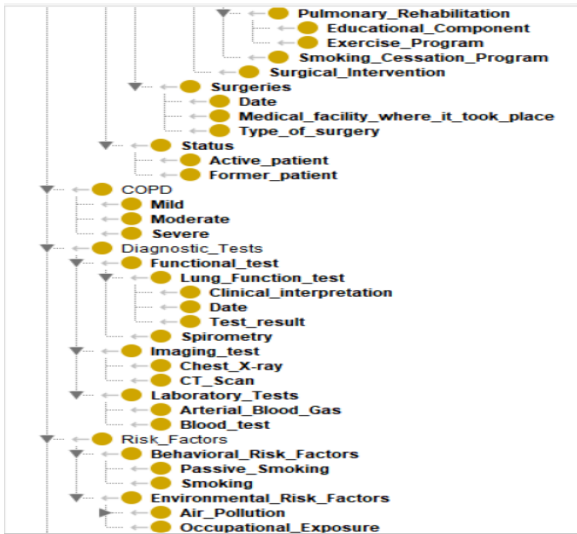 Pulmonary_Rehabilitation
Educational_Component
Exercise_Program
Smoking_Cessation_Program
Surgical_Intervention
Surgeries
Date
Medical_facility_where_it_took_place
Type_of_surgery
Status
Active_patient
Former_patient
COPD
Mild
Moderate
Severe
Diagnostic_Tests
Functional_test
Lung_Function_test
Clinical_interpretation
Date
Test_result
Spirometry
Imaging_test
Chest_X-ray
CT_Scan
Laboratory_Tests
Arterial_Blood_Gas
Blood_test
Risk_Factors
Behavioral_Risk_Factors
Passive_Smoking
Smoking
Environmental_Risk_Factors
Air_Pollution
Occupational_Exposure